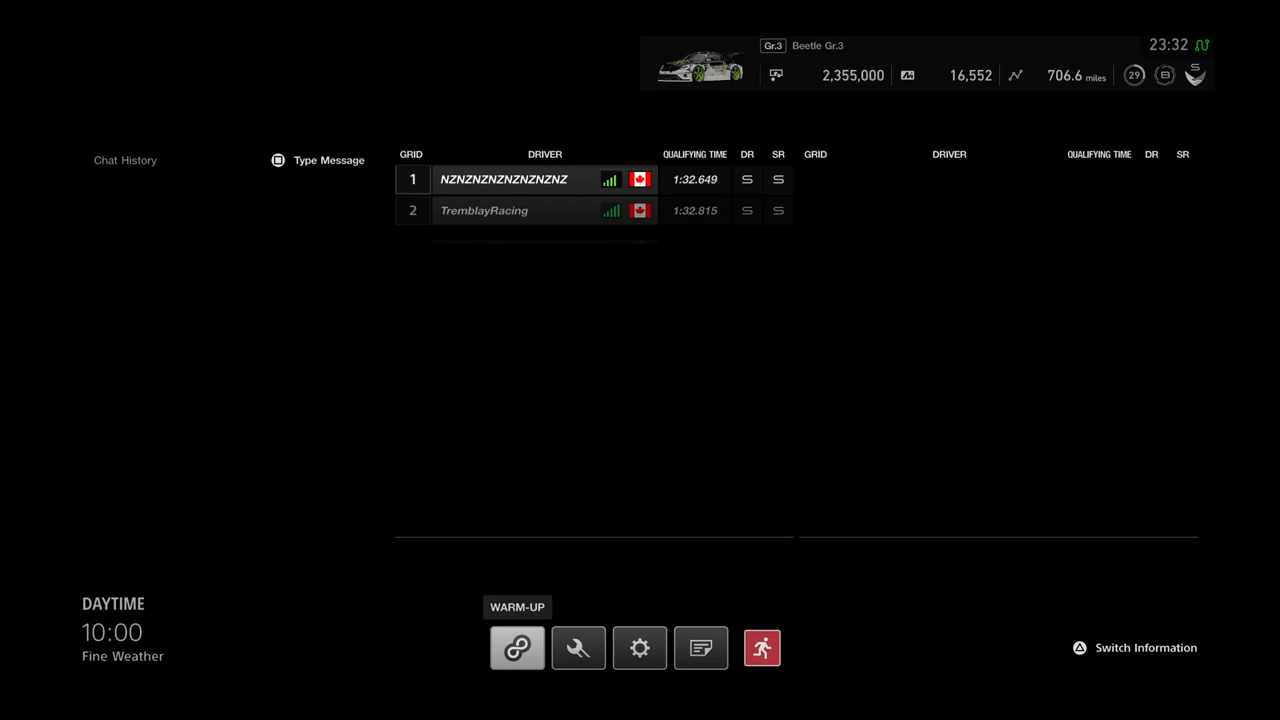 Gr.3 Beetle Gr.3 23:32
2,355,000 16,552 706.6 miles 29 B S
Chat History Type Message
GRID DRIVER QUALIFYING TIME DR SR GRID DRIVER QUALIFYING TIME DR SR
1 NZNZNZNZNZNZNZNZ 1:32.649 S S
2 TremblayRacing 1:32.815 S S
WARM-UP
DAYTIME
10:00
Fine Weather
Switch Information